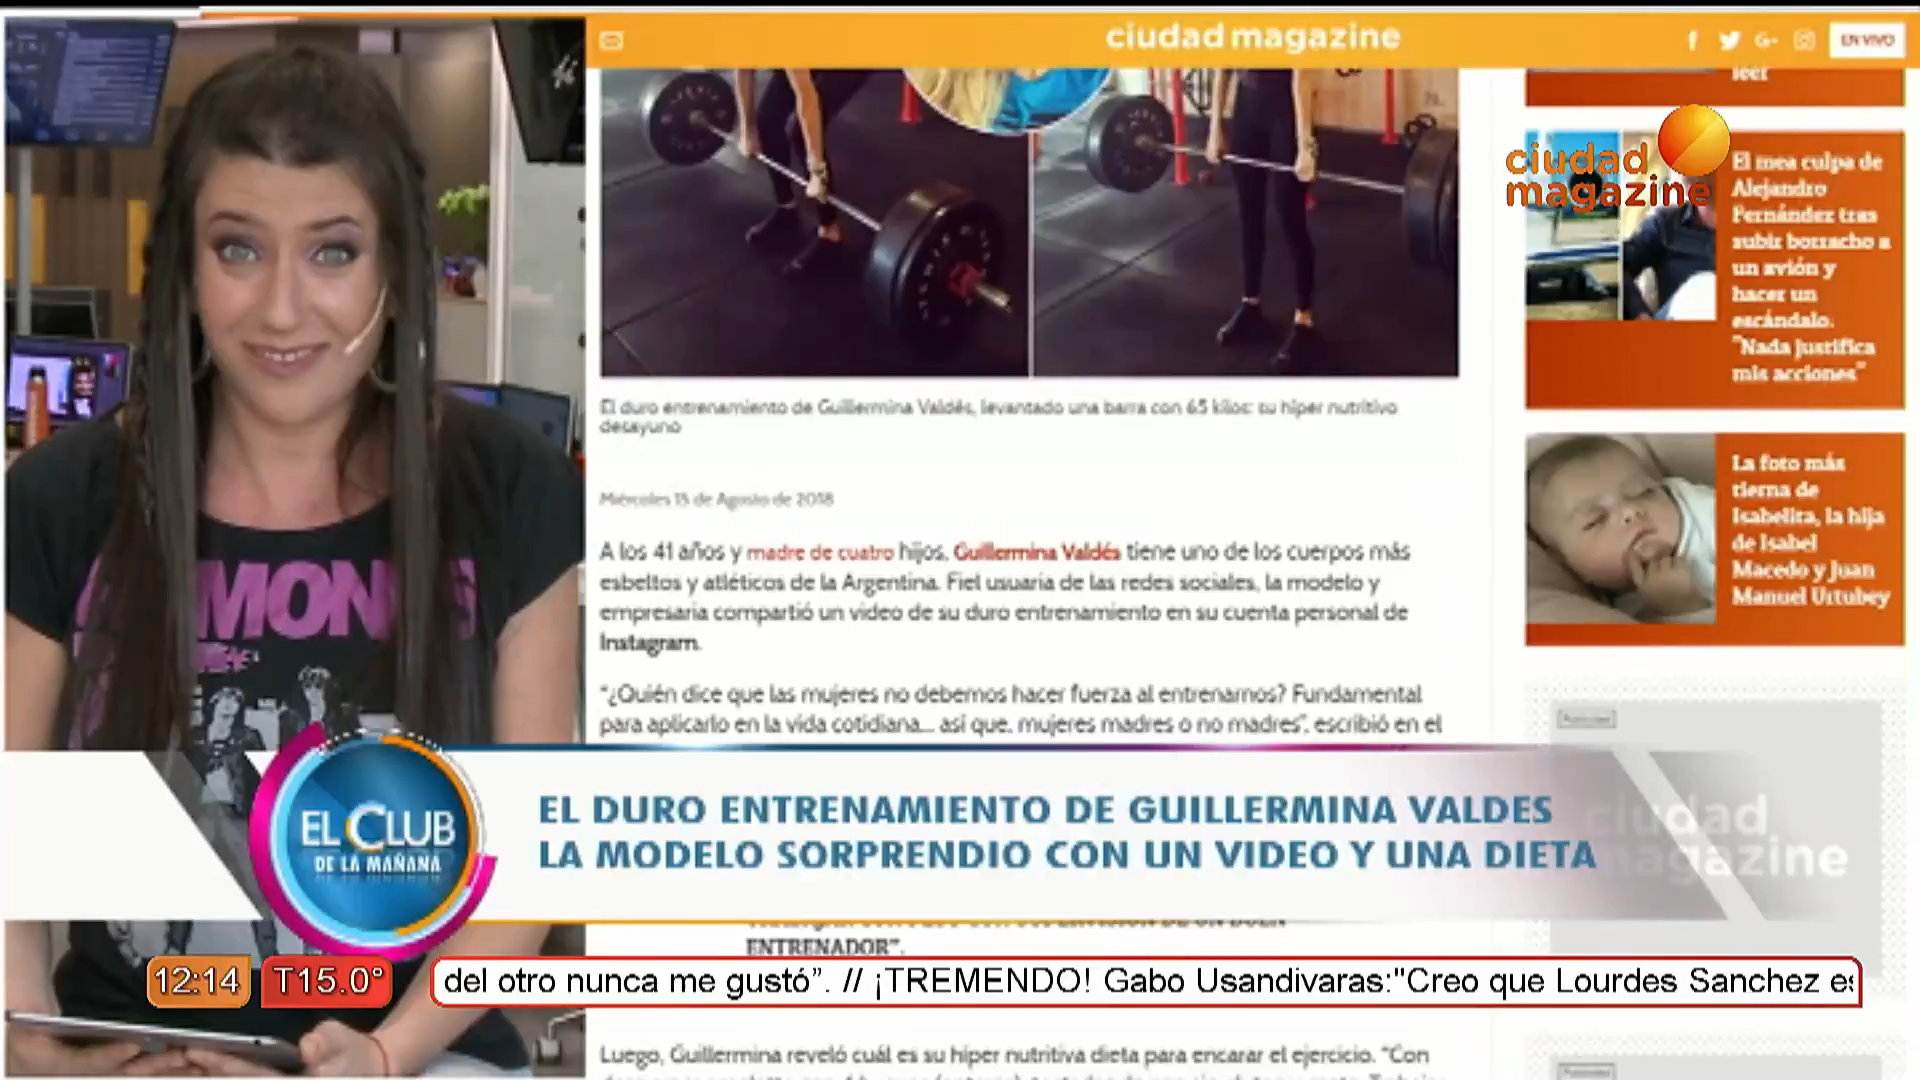 ciudad magazine
EN VIVO
leer
ciudad
magazine
El mea culpa de
Alejandro
Fernández tras
subir borracho a
un avión y
hacer un
escándalo.
"Nada justifica
mis acciones"
El duro entrenamiento de Guillermina Valdés, levantado una barra con 65 kilos: su híper nutritivo
desayuno
La foto más
tierna de
Isabelita, la hija
de Isabel
Macedo y Juan
Manuel Urtubey
Miércoles 15 de Agosto de 2018
A los 41 años y madre de cuatro hijos, Guillermina Valdés tiene uno de los cuerpos más
esbeltos y atléticos de la Argentina. Fiel usuaria de las redes sociales, la modelo y
empresaria compartió un video de su duro entrenamiento en su cuenta personal de
Instagram.
MON
"¿Quién dice que las mujeres no debemos hacer fuerza al entrenarnos? Fundamental
para aplicarlo en la vida cotidiana... así que, mujeres madres o no madres", escribió en el
Publicidad
EL CLUB
DE LA MAÑANA
EL DURO ENTRENAMIENTO DE GUILLERMINA VALDES
LA MODELO SORPRENDIO CON UN VIDEO Y UNA DIETA
ciudad
magazine
ENTRENADOR".
12:14
T15.0°
del otro nunca me gustó”. // ¡TREMENDO! Gabo Usandivaras:"Creo que Lourdes Sanchez es
Luego, Guillermina reveló cuál es su híper nutritiva dieta para encarar el ejercicio. "Con
Publicidad